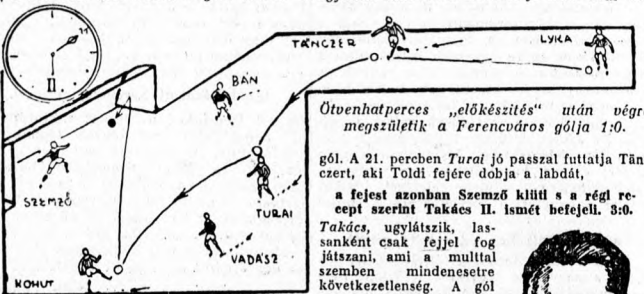 11
II
TÁNCZER
LYKA
BÁN
SZEMZŐ
TURAI
VADÁSZ
KOHUT
Ötvenhatperces „előkészités“ után végre
megszületik a Ferencváros gólja 1:0.
gól. A 21. percben Turai jó passzal futtatja Tán
czert, aki Toldi fejére dobja a labdát,
a fejest azonban Szemző kiüti s a régi re-
cept szerint Takács II. ismét befejeli. 3:0.
Takács, ugylátszik, las-
sanként csak fejjel fog
játszani, ami a multtal
szemben mindenesetre
következetlenség. A gól